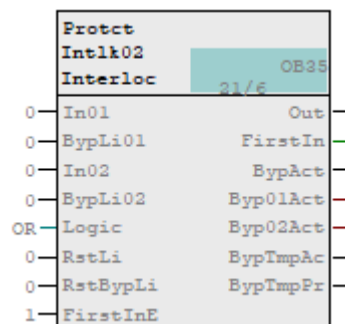 Protct
Intlk02
Interloc
OB35
21/6
0 In01 Out
0 BypLi01 FirstIn
0 In02 BypAct
0 BypLi02 Byp01Act
OR Logic Byp02Act
0 RstLi BypTmpAc
0 RstBypLi BypTmpPr
1 FirstInE